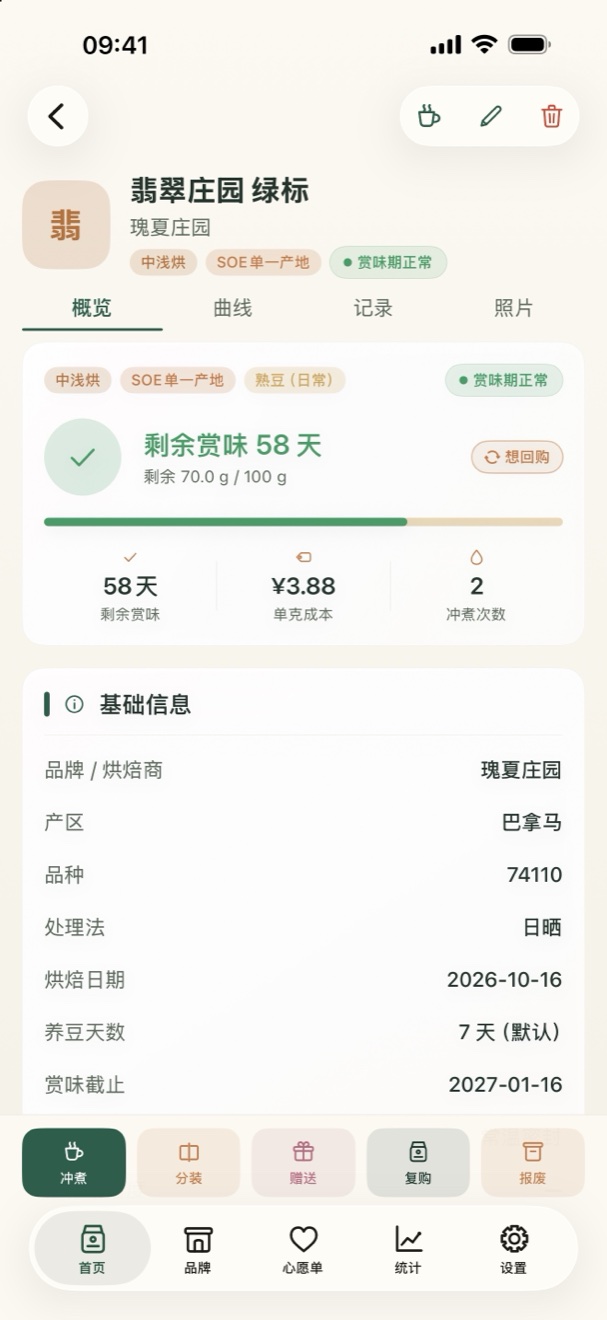 09:41
翡
翡翠庄园 绿标
瑰夏庄园
中浅烘 SOE单一产地 赏味期正常
概览 曲线 记录 照片
中浅烘 SOE单一产地 熟豆 (日常) 赏味期正常
剩余赏味 58 天
剩余 70.0 g / 100 g
想回购
58天 ¥3.88 2
剩余赏味 单克成本 冲煮次数
基础信息
品牌 / 烘焙商 瑰夏庄园
产区 巴拿马
品种 74110
处理法 日晒
烘焙日期 2026-10-16
养豆天数 7 天 (默认)
赏味截止 2027-01-16
冲煮 分装 赠送 复购 报废
首页 品牌 心愿单 统计 设置